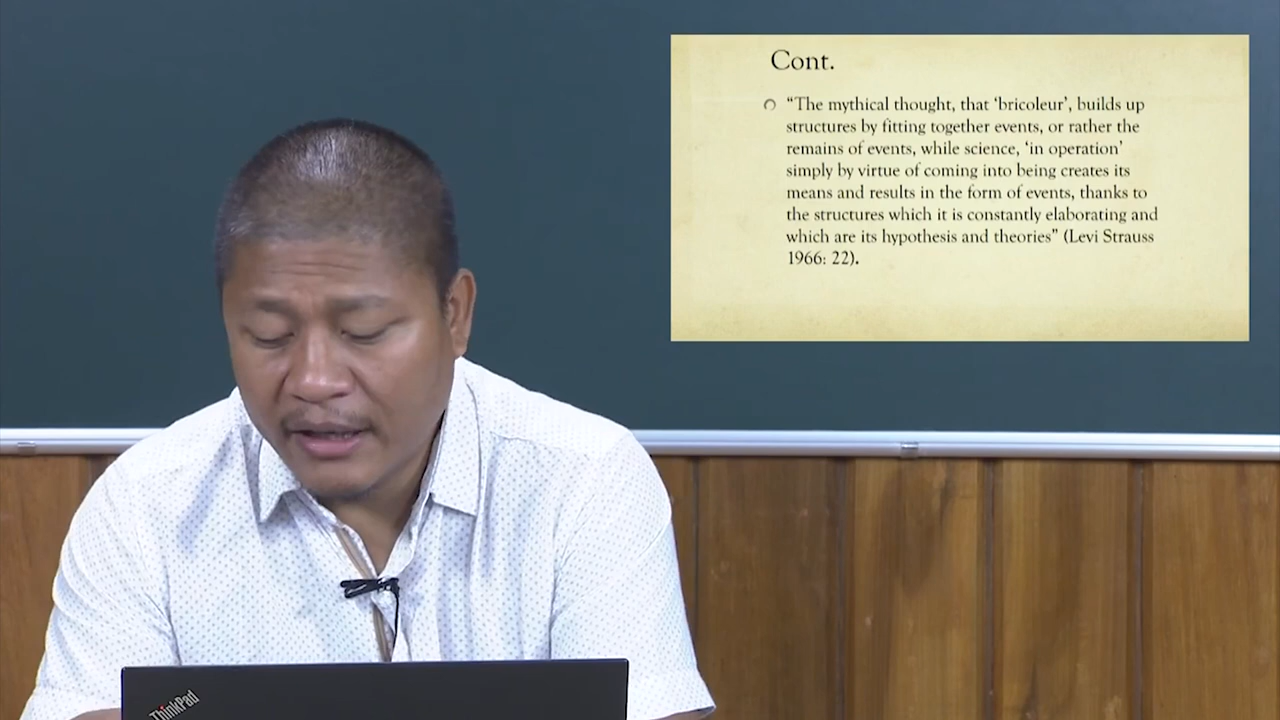 Cont.
“The mythical thought, that ‘bricoleur’, builds up
structures by fitting together events, or rather the
remains of events, while science, ‘in operation’
simply by virtue of coming into being creates its
means and results in the form of events, thanks to
the structures which it is constantly elaborating and
which are its hypothesis and theories” (Levi Strauss
1966: 22).
ThinkPad